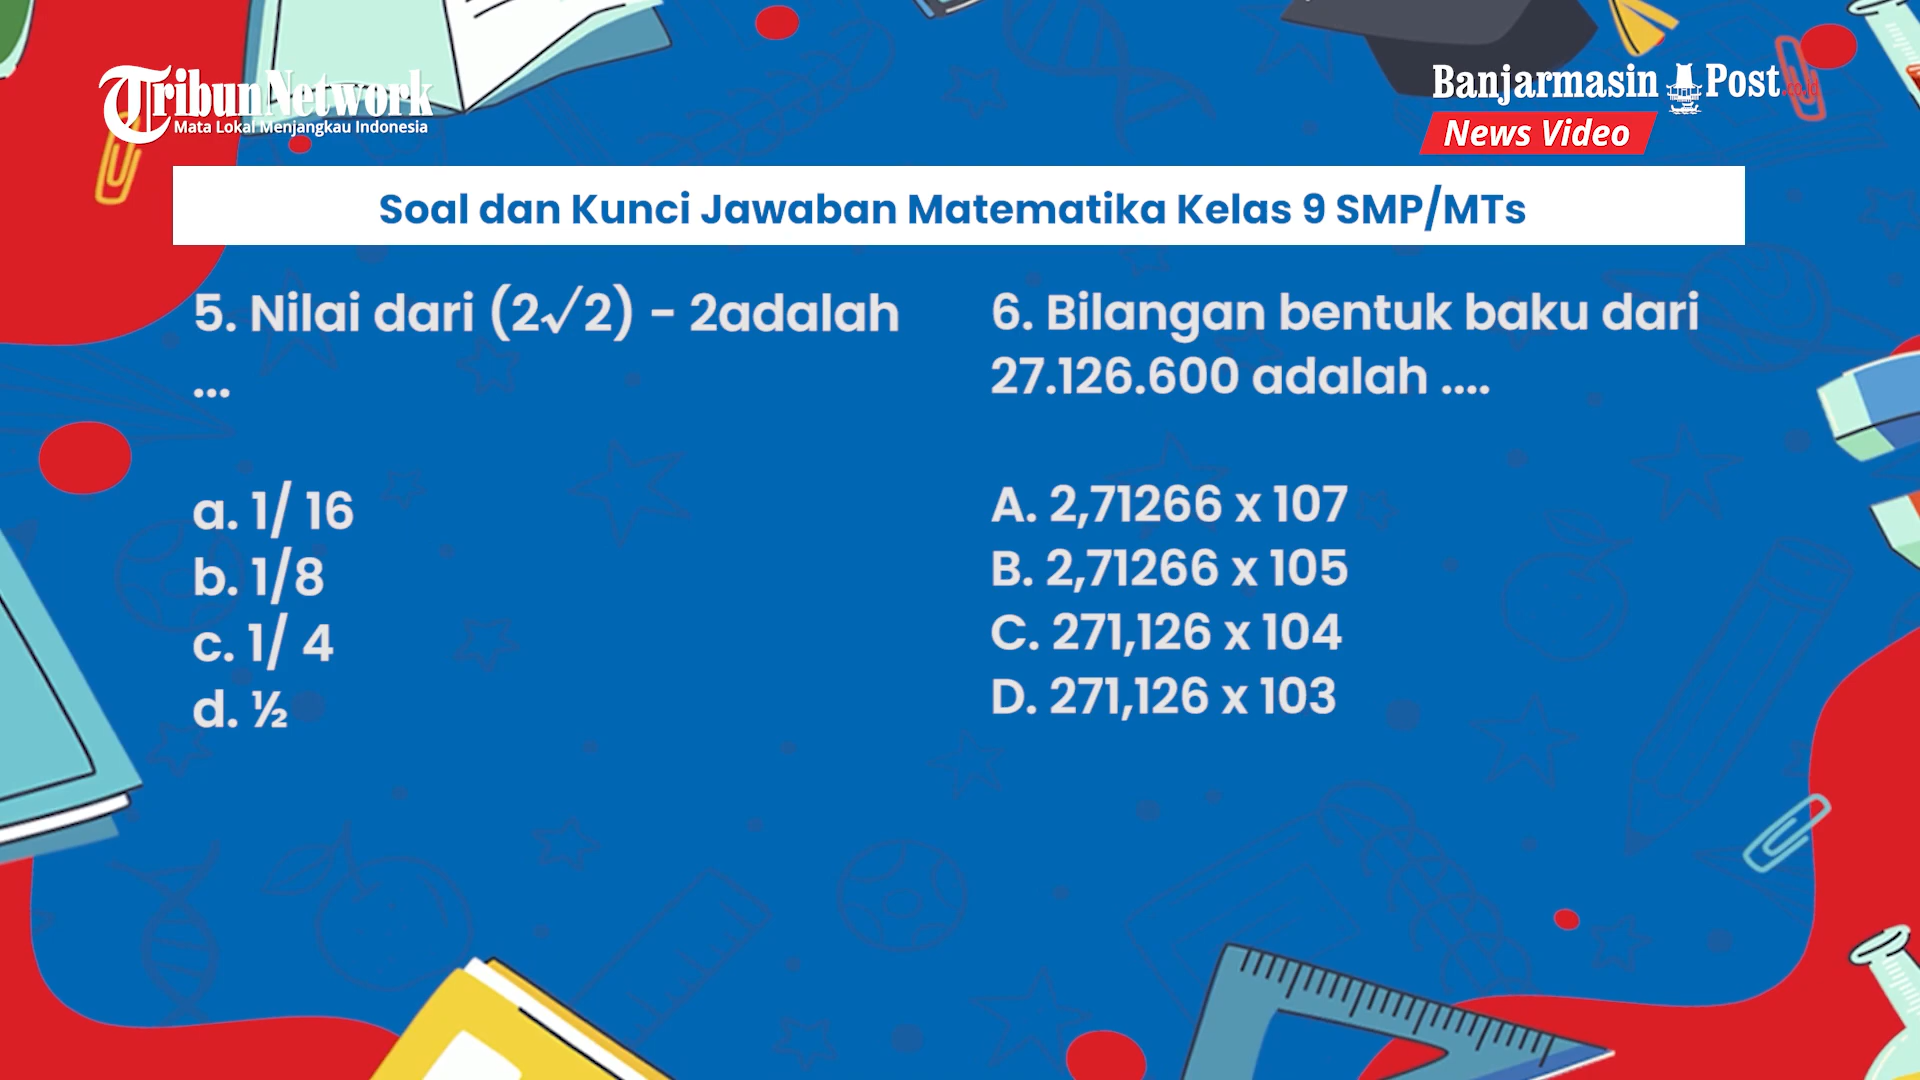 TribunNetwork
Mata Lokal Menjangkau Indonesia
Banjarmasin Post.co.id
News Video
Soal dan Kunci Jawaban Matematika Kelas 9 SMP/MTs
5. Nilai dari (2√2) - 2adalah
...
a. 1/ 16
b. 1/8
c. 1/ 4
d. ½
6. Bilangan bentuk baku dari
27.126.600 adalah ....
A. 2,71266 x 107
B. 2,71266 x 105
C. 271,126 x 104
D. 271,126 x 103